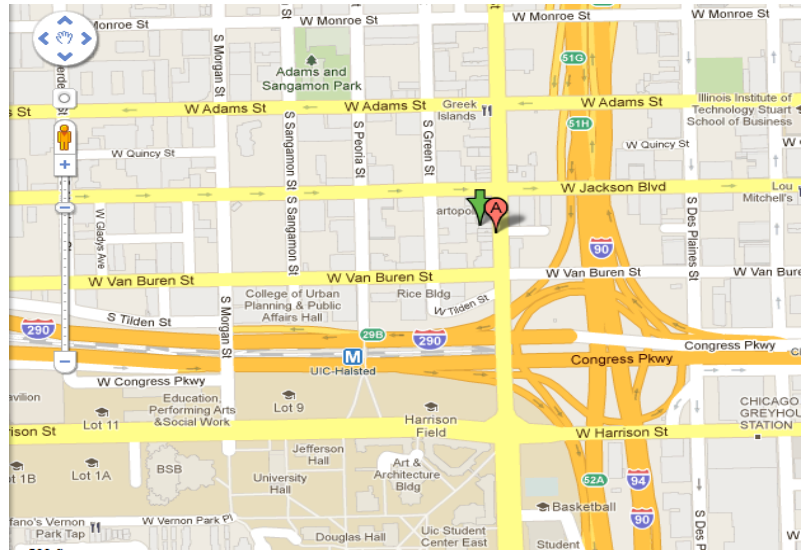 W Monroe St
W Monroe St
W Monroe St
51G
S Morgan St
Adams and
Sangamon Park
W Adams St
W Adams St
Greek
Islands
W Adams St
Illinois Institute of
Technology Stuart
School of Business
51H
S Sangamon St
S Peoria St
S Green St
W Quincy St
W Quincy St
W Jackson Blvd
Lou
Mitchell's
A
S Sangamon St
W Gladys Ave
S Des Plaines St
90
W Van Buren St
W Van Buren St
W Van Buren St
W Van Buren
College of Urban
Planning & Public
Affairs Hall
Rice Bldg
W Tilden St
S Tilden St
S Morgan St
290
29B
290
Congress Pkwy
Congress Pkwy
M
UIC-Halsted
W Congress Pkwy
Education,
Performing Arts
&Social Work
Lot 9
Lot 11
Harrison
Field
CHICAGO
GREYHOU
STATION
rison St
W Harrison St
Jefferson
Hall
BSB
Lot 1A
t 1B
University
Hall
Art &
Architecture
Bldg
52A
94
90
Basketball
W Vernon Park Pl
fano's Vernon
Park Tap
Douglas Hall
Uic Student
Center East
Student
S Des P